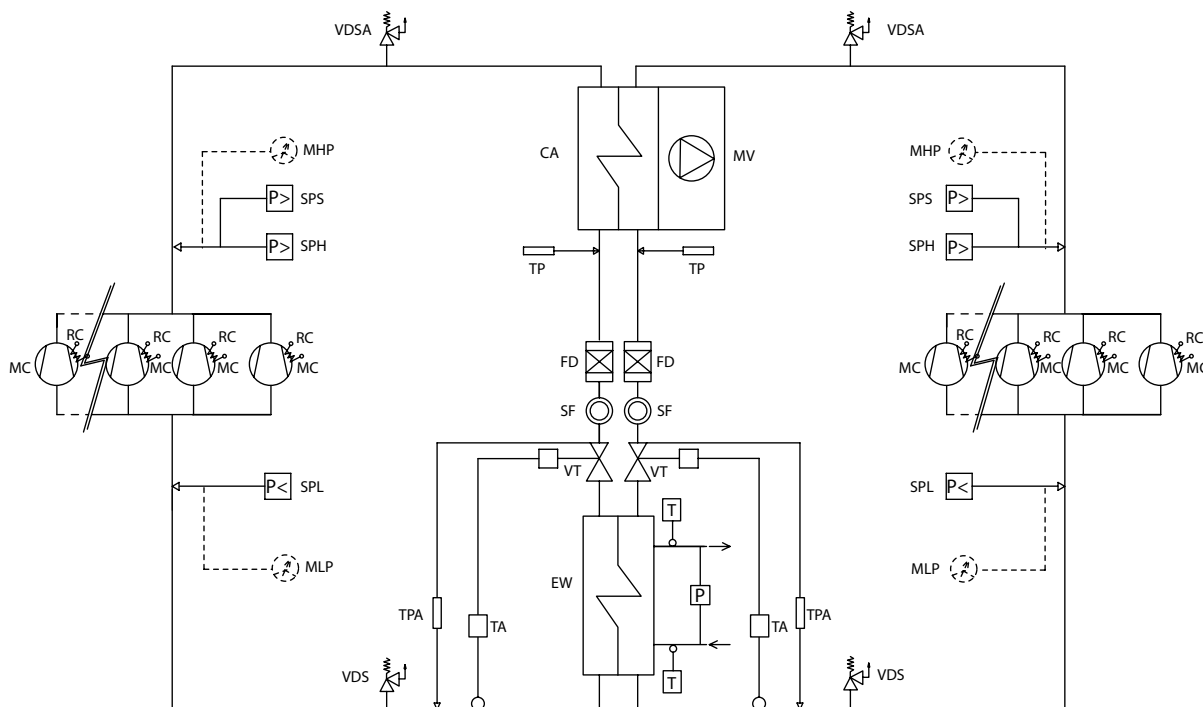 VDSA VDSA
MHP CA MV MHP
P> SPS SPS P>
P> SPH SPH P>
TP TP
RC RC RC RC RC RC RC RC
MC MC MC MC MC MC MC MC
FD FD
SF SF
VT VT
P< SPL SPL P<
T
MLP EW MLP
P
TPA TA TA TPA
VDS T VDS